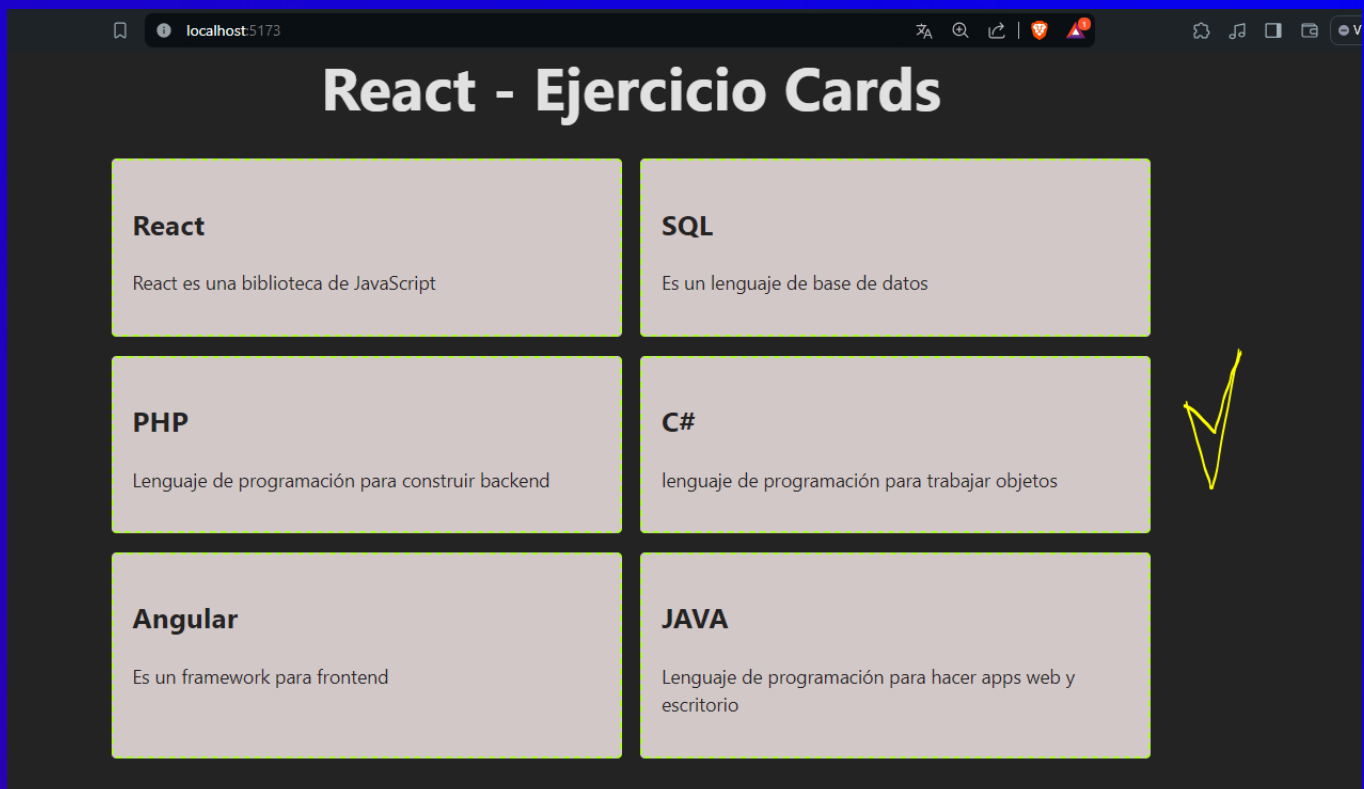 localhost:5173
1
V
React - Ejercicio Cards
React
React es una biblioteca de JavaScript
SQL
Es un lenguaje de base de datos
PHP
Lenguaje de programación para construir backend
C#
lenguaje de programación para trabajar objetos
Angular
Es un framework para frontend
JAVA
Lenguaje de programación para hacer apps web y
escritorio